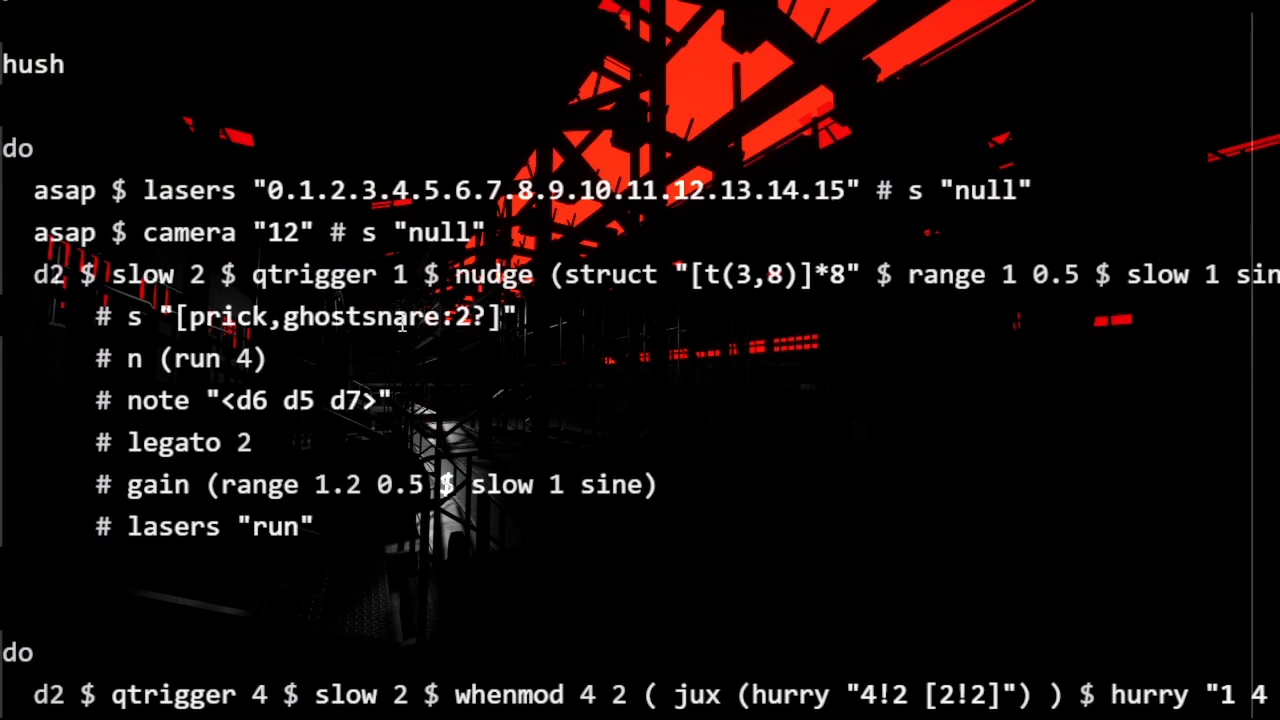 hush
do
asap $ lasers "0.1.2.3.4.5.6.7.8.9.10.11.12.13.14.15" # s "null"
asap $ camera "12" # s "null"
d2 $ slow 2 $ qtrigger 1 $ nudge (struct "[t(3,8)]*8" $ range 1 0.5 $ slow 1 sin
# s "[prick,ghostsnare:2?]"
# n (run 4)
# note "<d6 d5 d7>"
# legato 2
# gain (range 1.2 0.5 $ slow 1 sine)
# lasers "run"
do
d2 $ qtrigger 4 $ slow 2 $ whenmod 4 2 ( jux (hurry "4!2 [2!2]") ) $ hurry "1 4